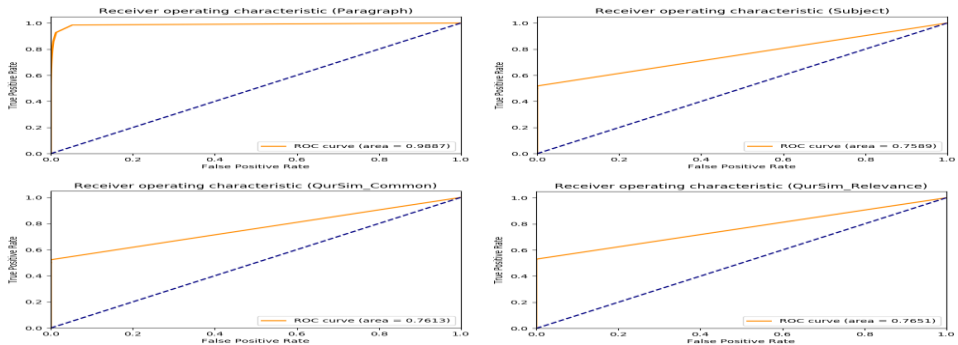 Receiver operating characteristic (Paragraph)
True Positive Rate
1.0
0.8
0.6
0.4
0.2
0.0
ROC curve (area = 0.9887)
0.0 0.2 0.4 0.6 0.8 1.0
False Positive Rate
Receiver operating characteristic (Subject)
True Positive Rate
1.0
0.8
0.6
0.4
0.2
0.0
ROC curve (area = 0.7589)
0.0 0.2 0.4 0.6 0.8 1.0
False Positive Rate
Receiver operating characteristic (QurSim_Common)
True Positive Rate
1.0
0.8
0.6
0.4
0.2
0.0
ROC curve (area = 0.7613)
0.0 0.2 0.4 0.6 0.8 1.0
False Positive Rate
Receiver operating characteristic (QurSim_Relevance)
True Positive Rate
1.0
0.8
0.6
0.4
0.2
0.0
ROC curve (area = 0.7651)
0.0 0.2 0.4 0.6 0.8 1.0
False Positive Rate